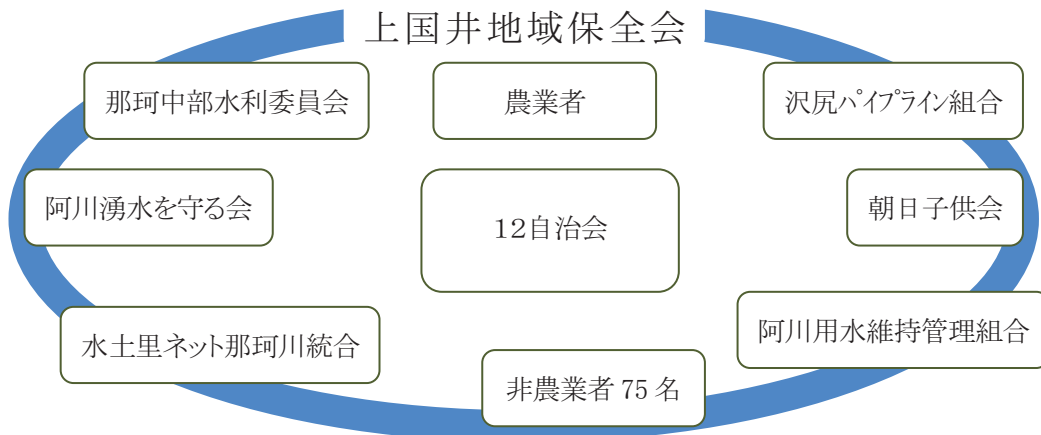 上国井地域保全会
那珂中部水利委員会
農業者
沢尻パイプライン組合
阿川湧水を守る会
12自治会
朝日子供会
水土里ネット那珂川統合
阿川用水維持管理組合
非農業者 75 名